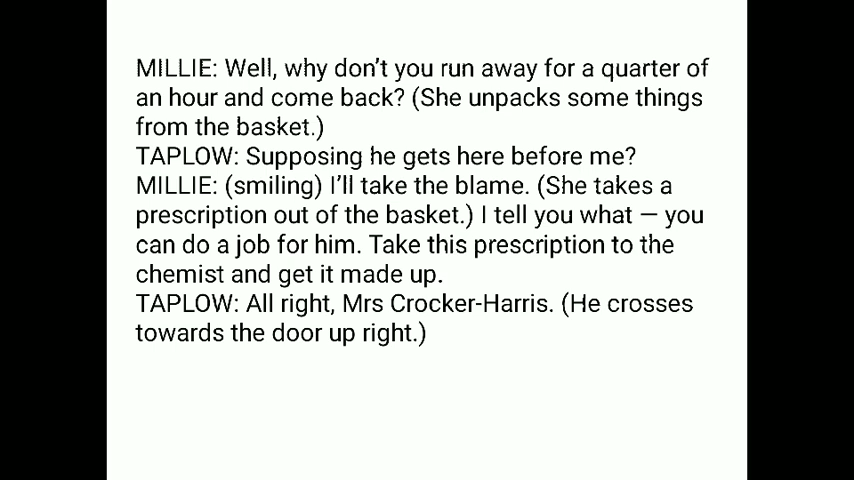 MILLIE: Well, why don’t you run away for a quarter of
an hour and come back? (She unpacks some things
from the basket.)
TAPLOW: Supposing he gets here before me?
MILLIE: (smiling) I’ll take the blame. (She takes a
prescription out of the basket.) I tell you what — you
can do a job for him. Take this prescription to the
chemist and get it made up.
TAPLOW: All right, Mrs Crocker-Harris. (He crosses
towards the door up right.)